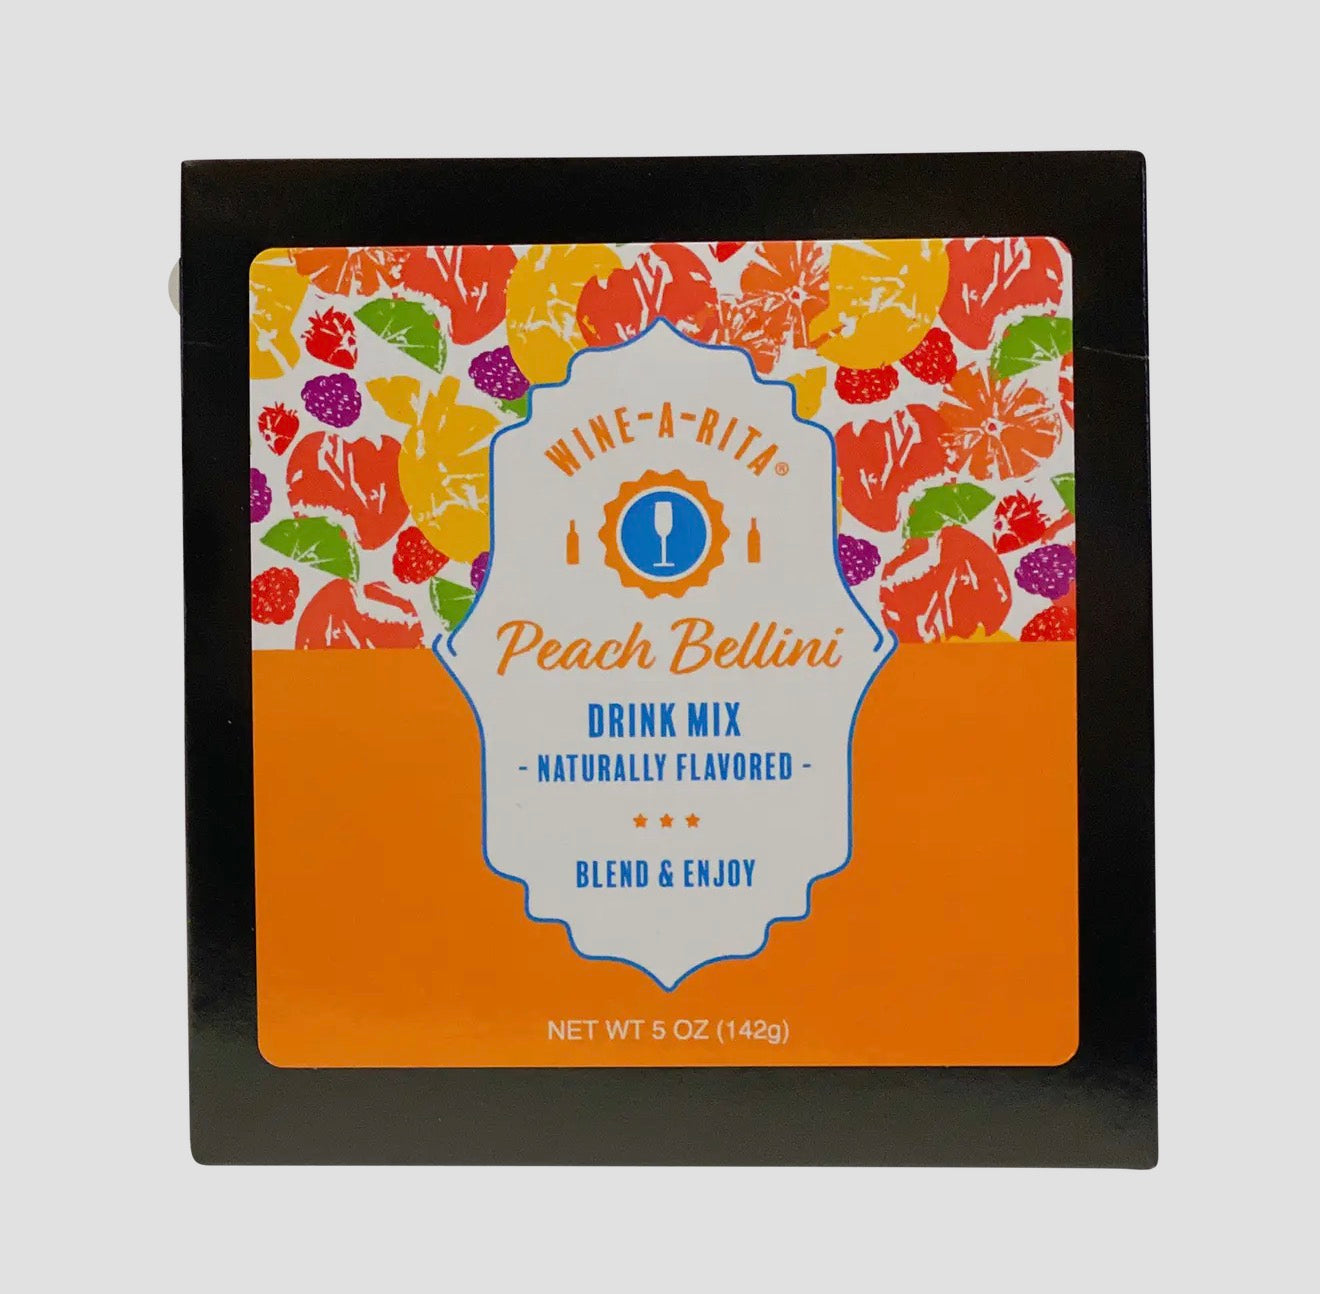 WINE-A-RITA®
Peach Bellini
DRINK MIX
- NATURALLY FLAVORED -
BLEND & ENJOY
NET WT 5 OZ (142g)